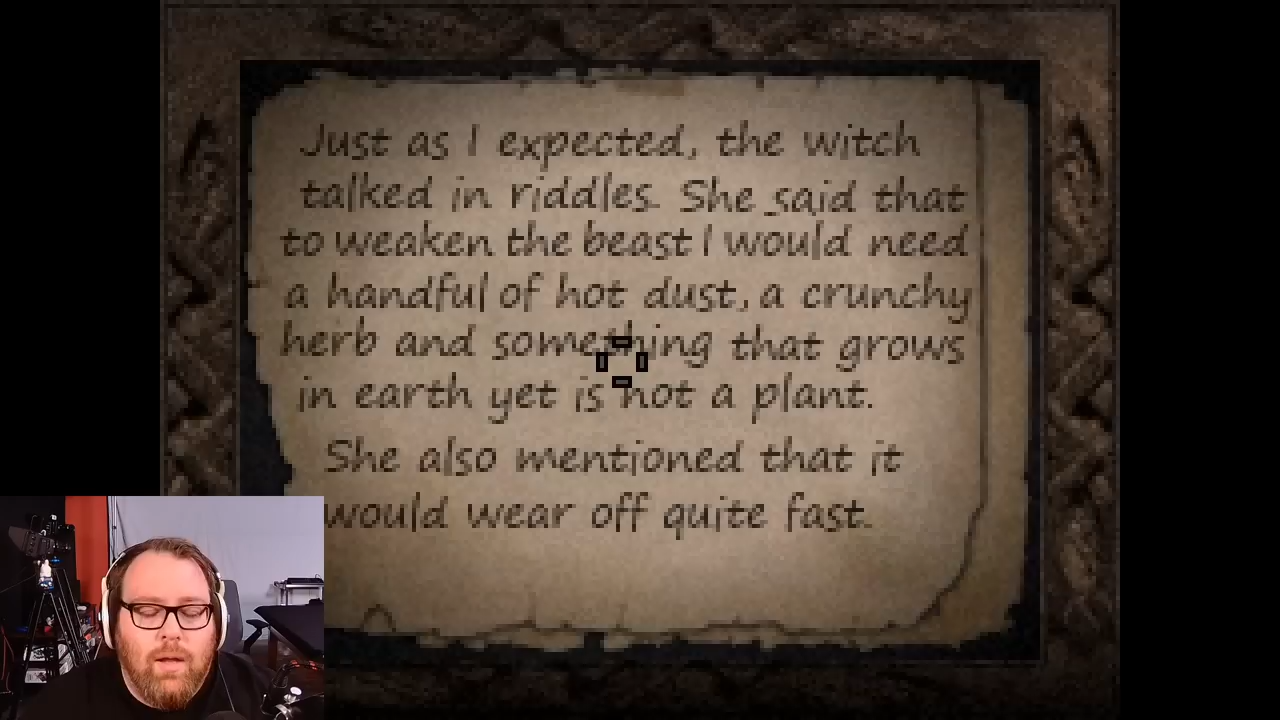 Just as I expected, the witch
talked in riddles. She said that
to weaken the beast I would need
a handful of hot dust, a crunchy
herb and something that grows
in earth yet is not a plant.
She also mentioned that it
would wear off quite fast.